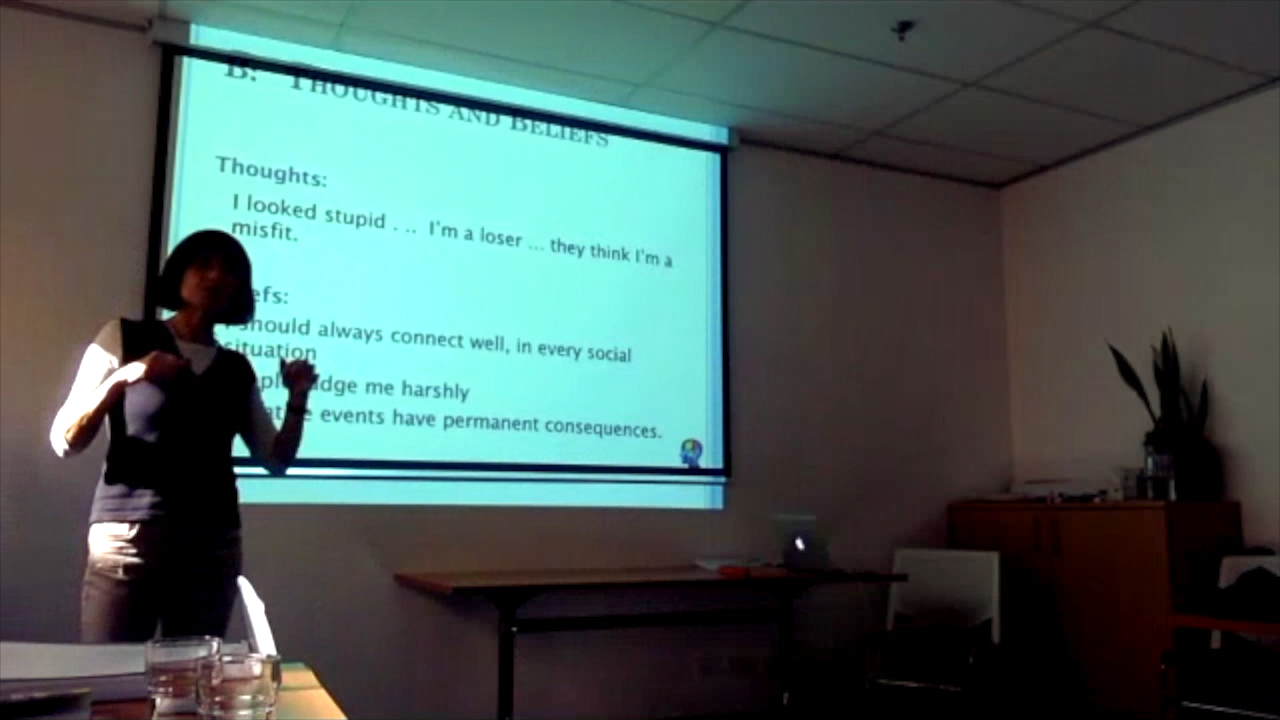 B: THOUGHTS AND BELIEFS
Thoughts:
I looked stupid . .. I'm a loser ... they think I'm a
misfit.
efs:
should always connect well, in every social
situation
me harshly
events have permanent consequences.